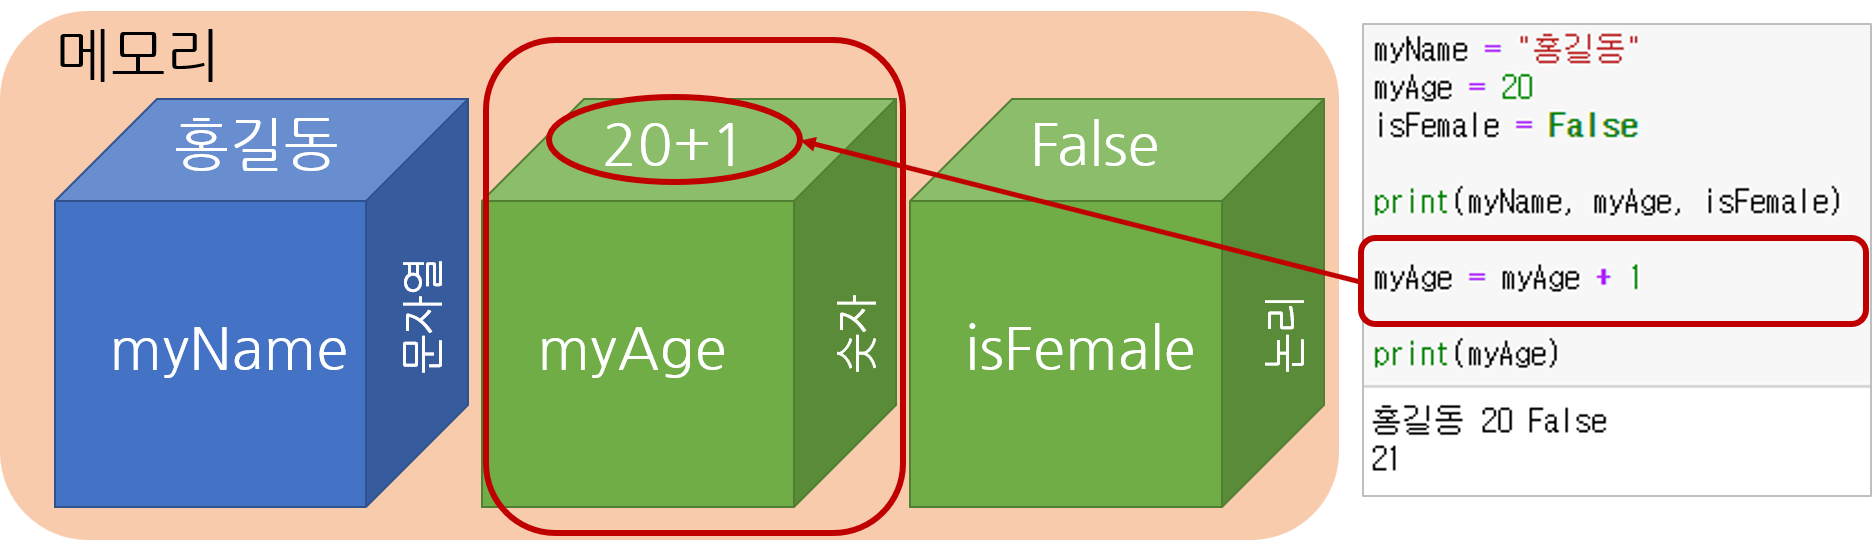 메모리
홍길동
myName
문자열
20+1
myAge
숫자
False
isFemale
논리
myName = "홍길동"
myAge = 20
isFemale = False
print(myName, myAge, isFemale)
myAge = myAge + 1
print(myAge)
홍길동 20 False
21